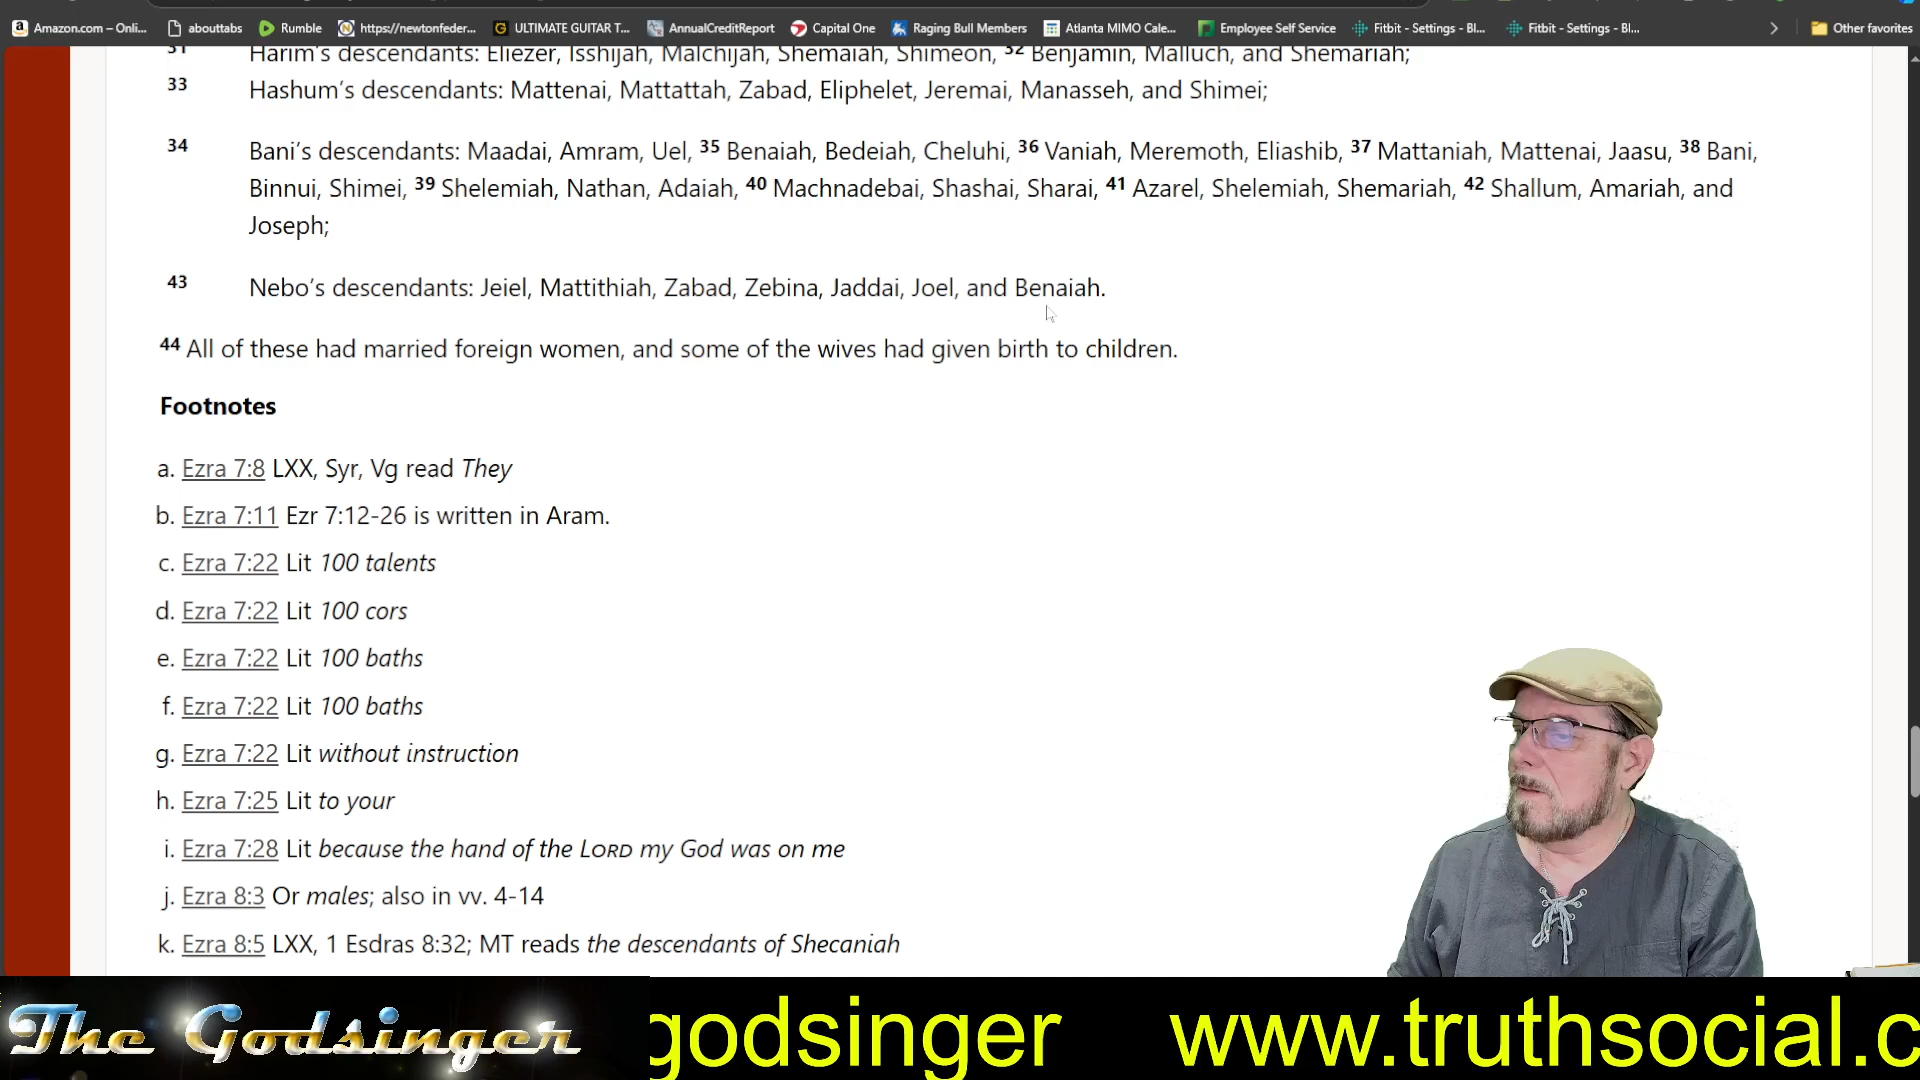 Amazon.com – Onli... abouttabs Rumble https://newtonfeder... ULTIMATE GUITAR T... AnnualCreditReport Capital One Raging Bull Members Atlanta MIMO Cale... Employee Self Service Fitbit - Settings - Bl... Fitbit - Settings - Bl... Other favorites
31 Harim’s descendants: Eliezer, Isshijah, Malchijah, Shemaiah, Shimeon, 32 Benjamin, Malluch, and Shemariah;
33 Hashum’s descendants: Mattenai, Mattattah, Zabad, Eliphelet, Jeremai, Manasseh, and Shimei;
34 Bani’s descendants: Maadai, Amram, Uel, 35 Benaiah, Bedeiah, Cheluhi, 36 Vaniah, Meremoth, Eliashib, 37 Mattaniah, Mattenai, Jaasu, 38 Bani,
Binnui, Shimei, 39 Shelemiah, Nathan, Adaiah, 40 Machnadebai, Shashai, Sharai, 41 Azarel, Shelemiah, Shemariah, 42 Shallum, Amariah, and
Joseph;
43 Nebo’s descendants: Jeiel, Mattithiah, Zabad, Zebina, Jaddai, Joel, and Benaiah.
44 All of these had married foreign women, and some of the wives had given birth to children.
Footnotes
a. Ezra 7:8 LXX, Syr, Vg read They
b. Ezra 7:11 Ezr 7:12-26 is written in Aram.
c. Ezra 7:22 Lit 100 talents
d. Ezra 7:22 Lit 100 cors
e. Ezra 7:22 Lit 100 baths
f. Ezra 7:22 Lit 100 baths
g. Ezra 7:22 Lit without instruction
h. Ezra 7:25 Lit to your
i. Ezra 7:28 Lit because the hand of the LORD my God was on me
j. Ezra 8:3 Or males; also in vv. 4-14
k. Ezra 8:5 LXX, 1 Esdras 8:32; MT reads the descendants of Shecaniah
The Godsinger godsinger www.truthsocial.c